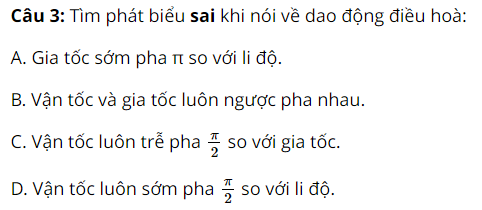 Câu 3: Tìm phát biểu sai khi nói về dao động điều hoà:
A. Gia tốc sớm pha π so với li độ.
B. Vận tốc và gia tốc luôn ngược pha nhau.
C. Vận tốc luôn trễ pha $\frac{\pi}{2}$ so với gia tốc.
D. Vận tốc luôn sớm pha $\frac{\pi}{2}$ so với li độ.